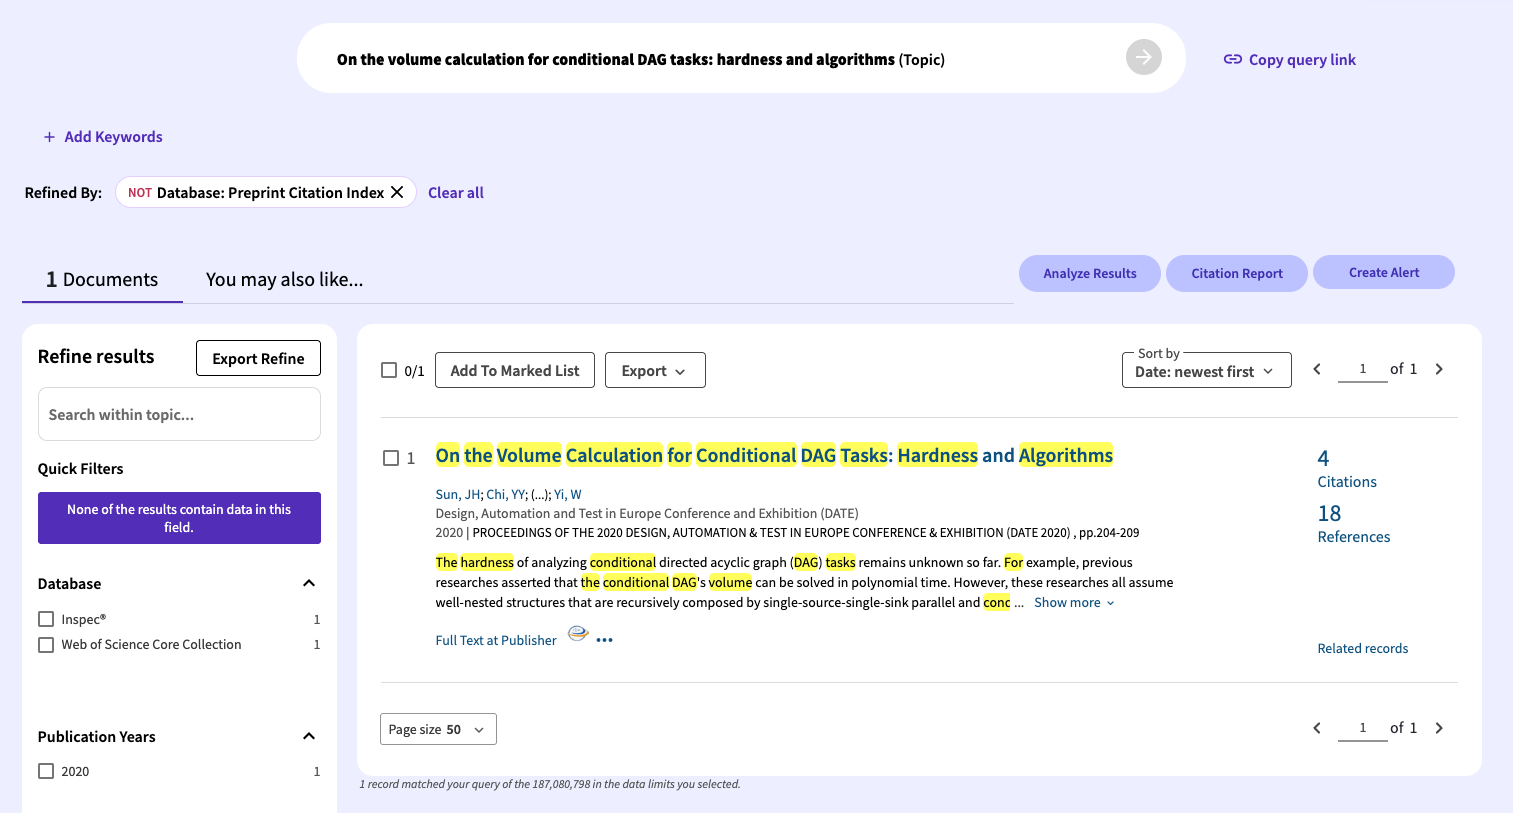 On the volume calculation for conditional DAG tasks: hardness and algorithms (Topic)
Copy query link
+ Add Keywords
Refined By: NOT Database: Preprint Citation Index Clear all
1 Documents You may also like...
Analyze Results Citation Report Create Alert
Refine results Export Refine
Search within topic...
Quick Filters
None of the results contain data in this
field.
Database
Inspec® 1
Web of Science Core Collection 1
Publication Years
2020 1
0/1 Add To Marked List Export
Sort by
Date: newest first
1 of 1
1 On the Volume Calculation for Conditional DAG Tasks: Hardness and Algorithms
Sun, JH; Chi, YY; (...); Yi, W
Design, Automation and Test in Europe Conference and Exhibition (DATE)
2020 | PROCEEDINGS OF THE 2020 DESIGN, AUTOMATION & TEST IN EUROPE CONFERENCE & EXHIBITION (DATE 2020) , pp.204-209
The hardness of analyzing conditional directed acyclic graph (DAG) tasks remains unknown so far. For example, previous
researches asserted that the conditional DAG's volume can be solved in polynomial time. However, these researches all assume
well-nested structures that are recursively composed by single-source-single-sink parallel and cond ... Show more
Full Text at Publisher •••
4
Citations
18
References
Related records
Page size 50
1 of 1
1 record matched your query of the 187,080,798 in the data limits you selected.